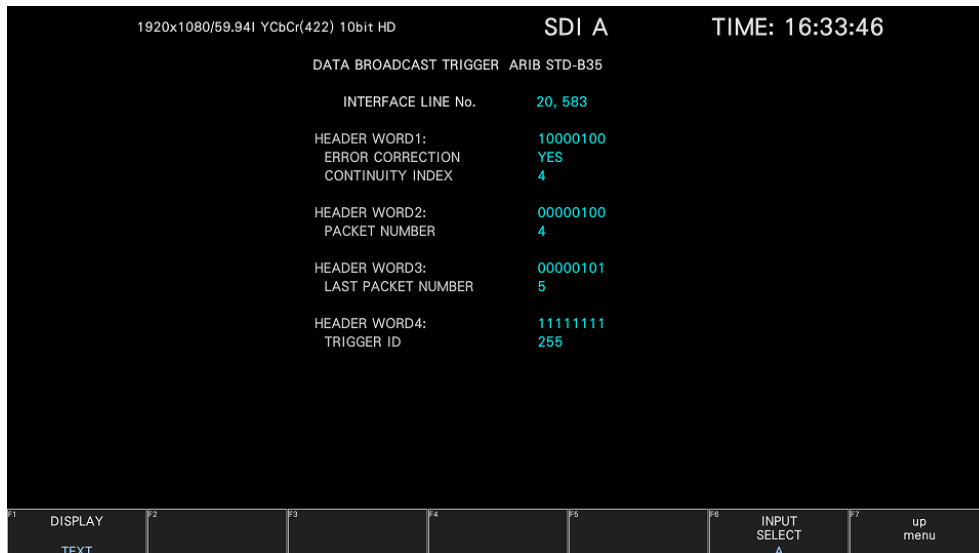 1920x1080/59.94I YCbCr(422) 10bit HD SDI A TIME: 16:33:46
DATA BROADCAST TRIGGER ARIB STD-B35
INTERFACE LINE No. 20, 583
HEADER WORD1: 10000100
ERROR CORRECTION YES
CONTINUITY INDEX 4
HEADER WORD2: 00000100
PACKET NUMBER 4
HEADER WORD3: 00000101
LAST PACKET NUMBER 5
HEADER WORD4: 11111111
TRIGGER ID 255
F1 DISPLAY TEXT
F2
F3
F4
F5
F6 INPUT SELECT A
F7 up menu